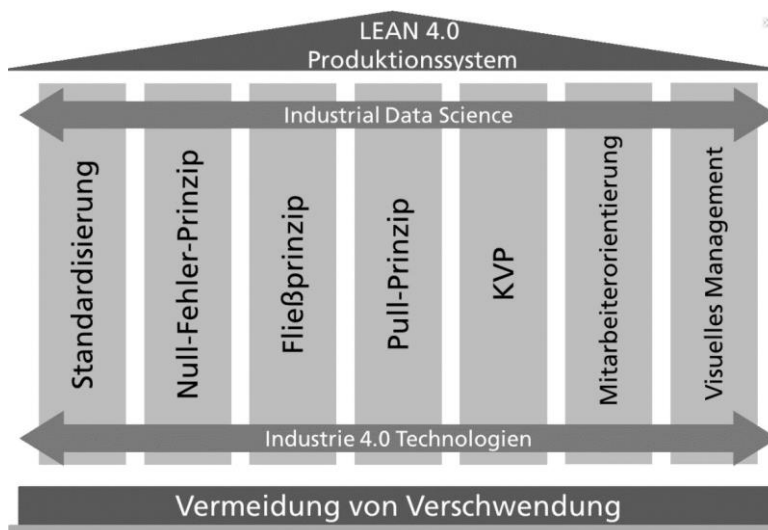 LEAN 4.0
Produktionssystem
Industrial Data Science
Standardisierung
Null-Fehler-Prinzip
Fließprinzip
Pull-Prinzip
KVP
Mitarbeiterorientierung
Visuelles Management
Industrie 4.0 Technologien
Vermeidung von Verschwendung